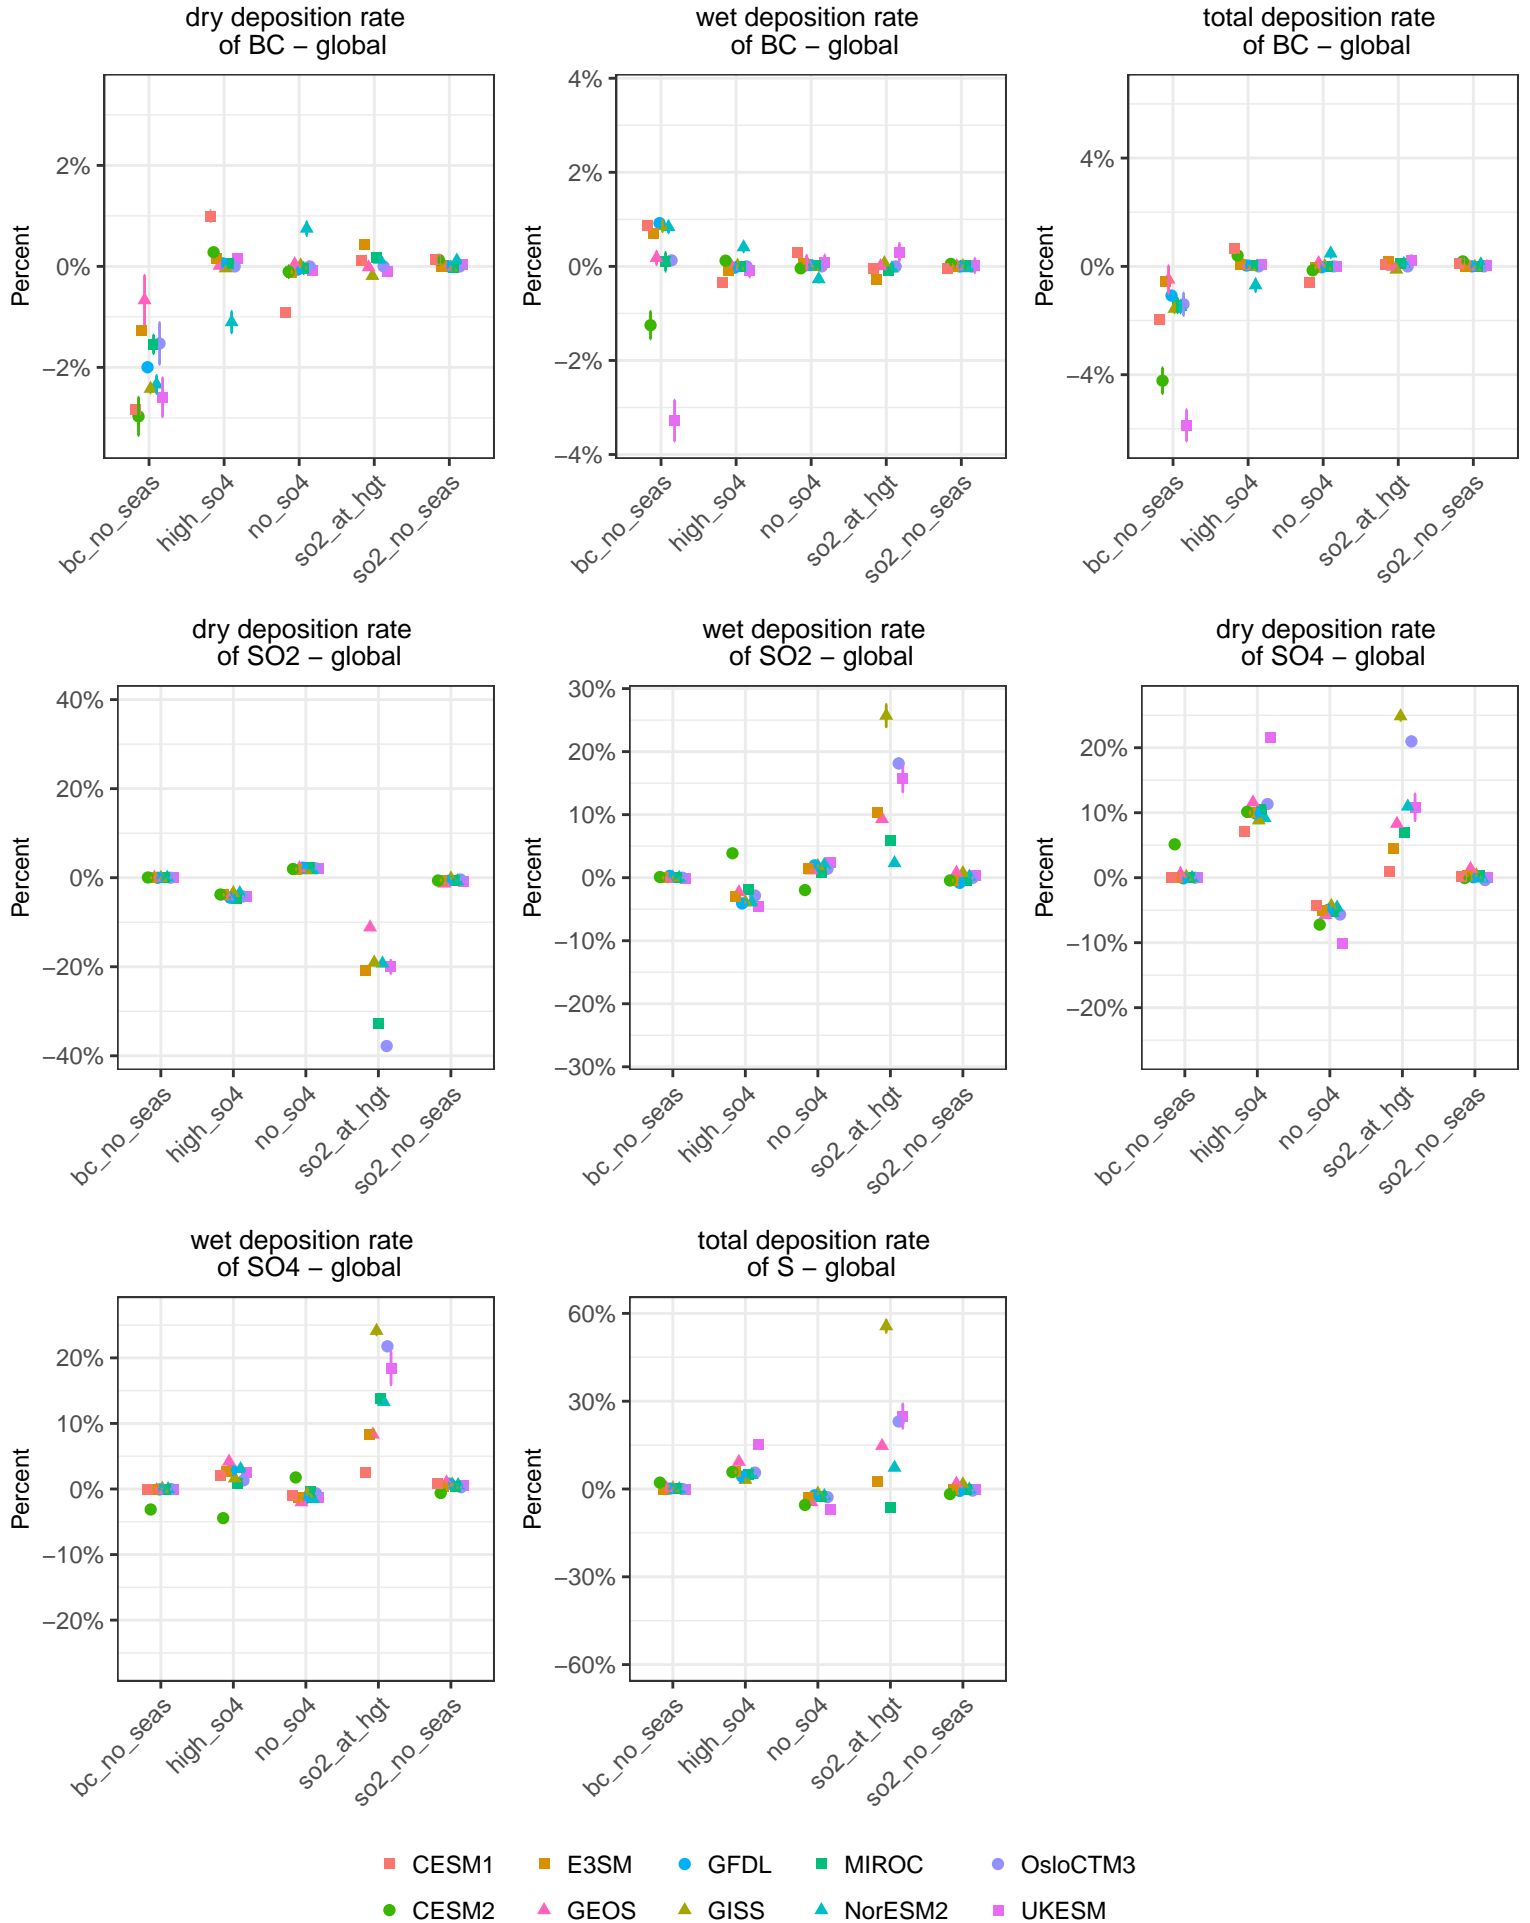 dry deposition rate
of BC – global
wet deposition rate
of BC – global
total deposition rate
of BC – global
Percent
2%
0%
−2%
bc_no_seas
high_so4
no_so4
so2_at_hgt
so2_no_seas
Percent
4%
2%
0%
−2%
−4%
bc_no_seas
high_so4
no_so4
so2_at_hgt
so2_no_seas
Percent
4%
0%
−4%
bc_no_seas
high_so4
no_so4
so2_at_hgt
so2_no_seas
dry deposition rate
of SO2 – global
wet deposition rate
of SO2 – global
dry deposition rate
of SO4 – global
Percent
40%
20%
0%
−20%
−40%
bc_no_seas
high_so4
no_so4
so2_at_hgt
so2_no_seas
Percent
30%
20%
10%
0%
−10%
−20%
−30%
bc_no_seas
high_so4
no_so4
so2_at_hgt
so2_no_seas
Percent
20%
10%
0%
−10%
−20%
bc_no_seas
high_so4
no_so4
so2_at_hgt
so2_no_seas
wet deposition rate
of SO4 – global
total deposition rate
of S – global
Percent
20%
10%
0%
−10%
−20%
bc_no_seas
high_so4
no_so4
so2_at_hgt
so2_no_seas
Percent
60%
30%
0%
−30%
−60%
bc_no_seas
high_so4
no_so4
so2_at_hgt
so2_no_seas
CESM1 E3SM GFDL MIROC OsloCTM3
CESM2 GEOS GISS NorESM2 UKESM